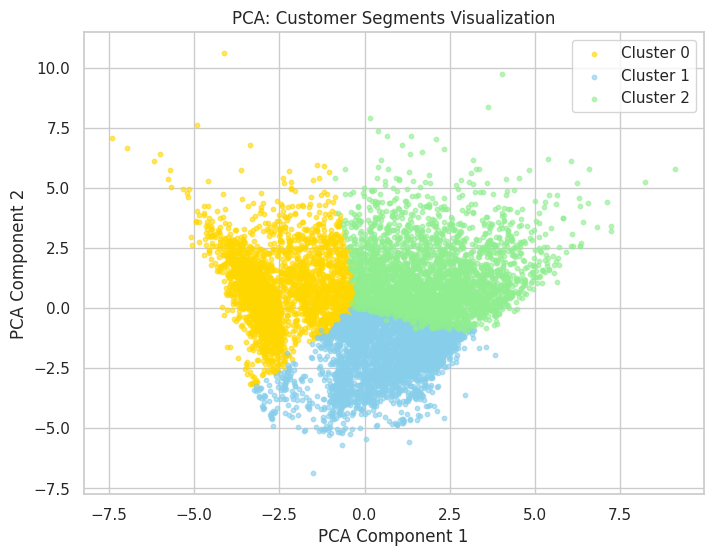 PCA: Customer Segments Visualization
Cluster 0
Cluster 1
Cluster 2
10.0
7.5
5.0
2.5
0.0
−2.5
−5.0
−7.5
PCA Component 2
−7.5 −5.0 −2.5 0.0 2.5 5.0 7.5
PCA Component 1